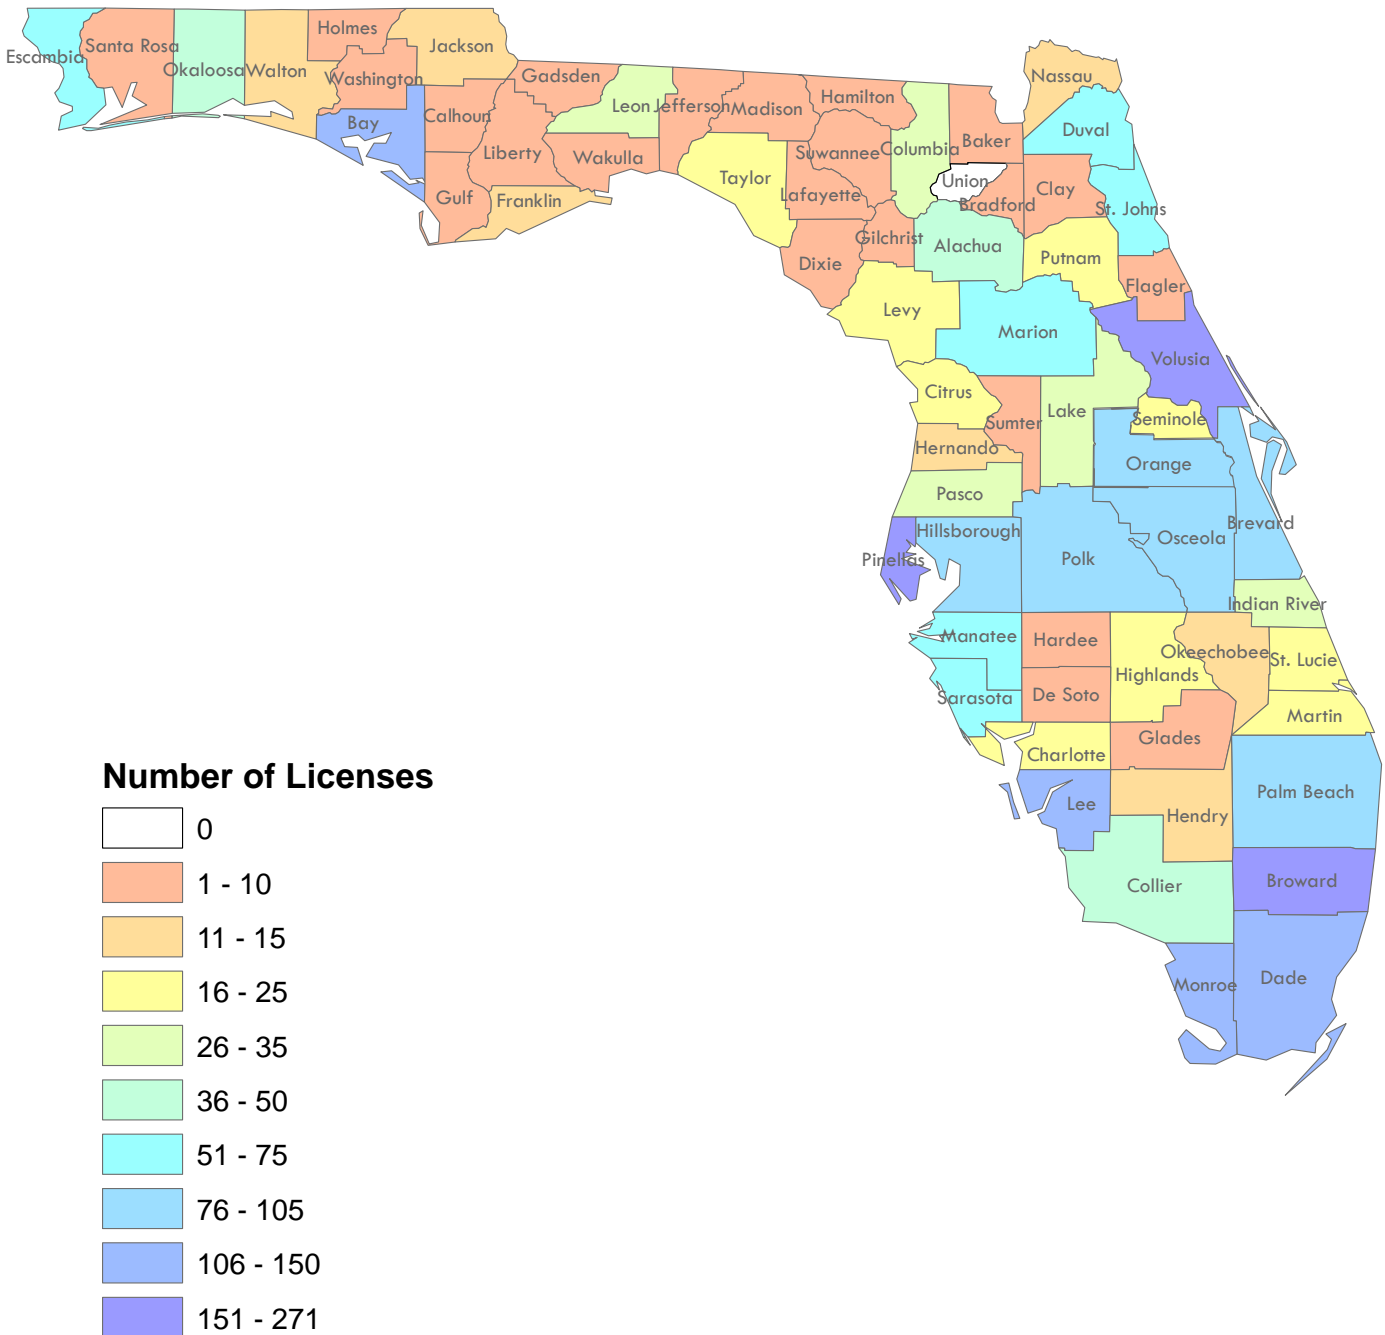 Holmes
Jackson
Santa Rosa
Escambia
Okaloosa
Walton
Washington
Gadsden
Nassau
Hamilton
Leon
Jefferson
Madison
Calhoun
Bay
Duval
Baker
Columbia
Suwannee
Liberty
Wakulla
Taylor
Union
Clay
Lafayette
Gulf
Franklin
Bradford
St. Johns
Gilchrist
Alachua
Putnam
Dixie
Flagler
Levy
Marion
Volusia
Citrus
Lake
Seminole
Sumter
Hernando
Orange
Pasco
Brevard
Hillsborough
Osceola
Pinellas
Polk
Indian River
Manatee
Hardee
Okeechobee
St. Lucie
Highlands
Sarasota
De Soto
Martin
Glades
Charlotte
Palm Beach
Lee
Hendry
Broward
Collier
Dade
Monroe
Number of Licenses
0
1 - 10
11 - 15
16 - 25
26 - 35
36 - 50
51 - 75
76 - 105
106 - 150
151 - 271